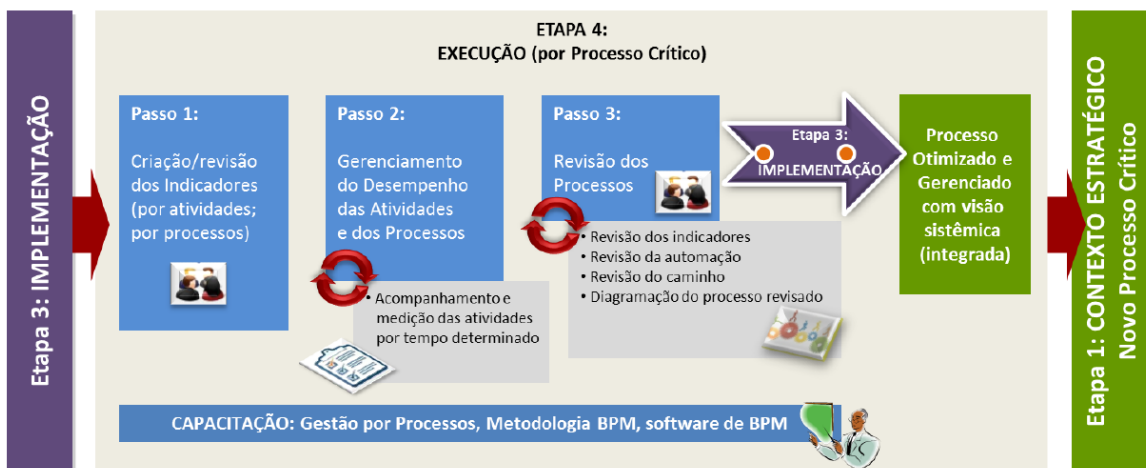 Etapa 3: IMPLEMENTAÇÃO
ETAPA 4:
EXECUÇÃO (por Processo Crítico)
Passo 1:
Criação/revisão
dos Indicadores
(por atividades;
por processos)
Passo 2:
Gerenciamento
do Desempenho
das Atividades
e dos Processos
• Acompanhamento e
medição das atividades
por tempo determinado
Passo 3:
Revisão dos
Processos
• Revisão dos indicadores
• Revisão da automação
• Revisão do caminho
• Diagramação do processo revisado
Etapa 3:
IMPLEMENTAÇÃO
Processo
Otimizado e
Gerenciado
com visão
sistêmica
(integrada)
CAPACITAÇÃO: Gestão por Processos, Metodologia BPM, software de BPM
Etapa 1: CONTEXTO ESTRATÉGICO
Novo Processo Crítico